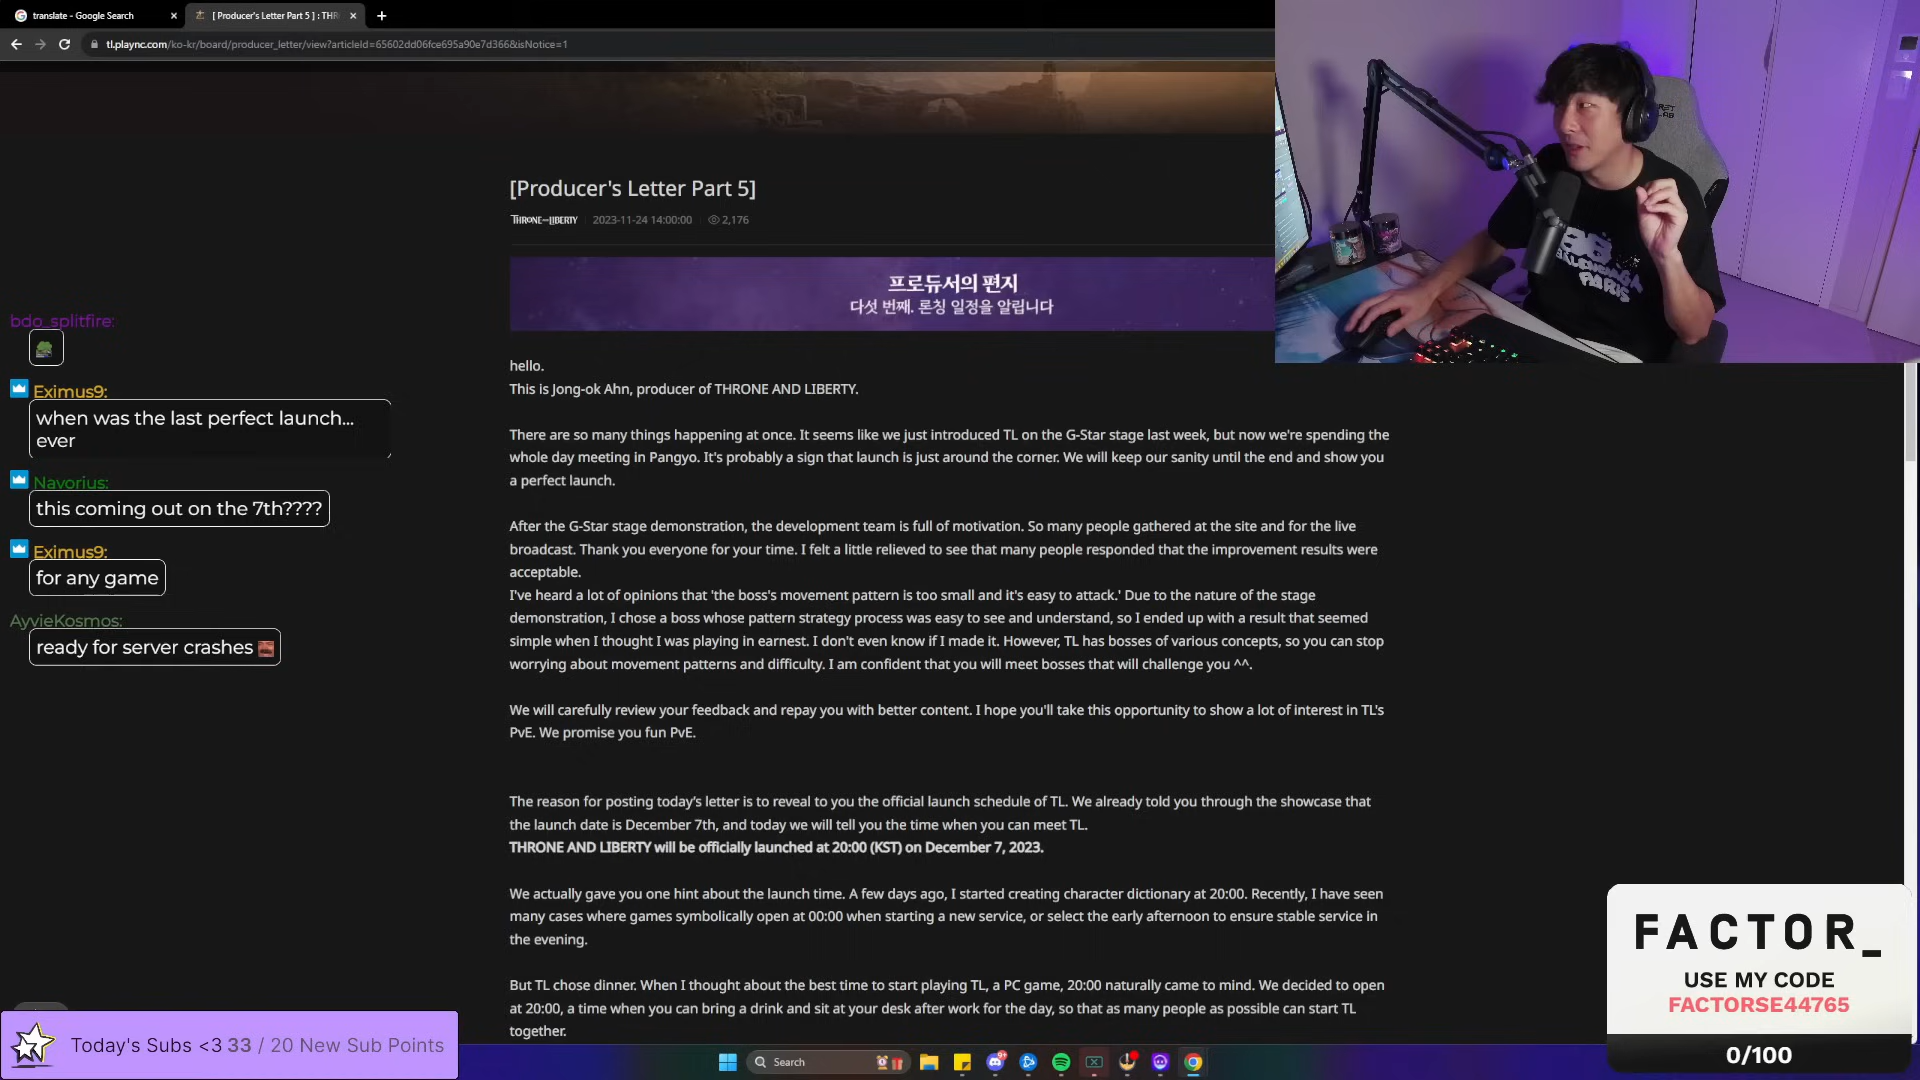 translate - Google Search
[ Producer's Letter Part 5 ] : THR
tl.plaync.com/ko-kr/board/producer_letter/view?articleId=65602dd06fce695a90e7d366&isNotice=1
[Producer's Letter Part 5]
THRONE AND LIBERTY 2023-11-24 14:00:00 2,176
프로듀서의 편지
다섯 번째. 론칭 일정을 알립니다
hello.
This is Jong-ok Ahn, producer of THRONE AND LIBERTY.
There are so many things happening at once. It seems like we just introduced TL on the G-Star stage last week, but now we're spending the
whole day meeting in Pangyo. It's probably a sign that launch is just around the corner. We will keep our sanity until the end and show you
a perfect launch.
After the G-Star stage demonstration, the development team is full of motivation. So many people gathered at the site and for the live
broadcast. Thank you everyone for your time. I felt a little relieved to see that many people responded that the improvement results were
acceptable.
I've heard a lot of opinions that 'the boss's movement pattern is too small and it's easy to attack.' Due to the nature of the stage
demonstration, I chose a boss whose pattern strategy process was easy to see and understand, so I ended up with a result that seemed
simple when I thought I was playing in earnest. I don't even know if I made it. However, TL has bosses of various concepts, so you can stop
worrying about movement patterns and difficulty. I am confident that you will meet bosses that will challenge you ^^.
We will carefully review your feedback and repay you with better content. I hope you'll take this opportunity to show a lot of interest in TL's
PvE. We promise you fun PvE.
The reason for posting today's letter is to reveal to you the official launch schedule of TL. We already told you through the showcase that
the launch date is December 7th, and today we will tell you the time when you can meet TL.
THRONE AND LIBERTY will be officially launched at 20:00 (KST) on December 7, 2023.
We actually gave you one hint about the launch time. A few days ago, I started creating character dictionary at 20:00. Recently, I have seen
many cases where games symbolically open at 00:00 when starting a new service, or select the early afternoon to ensure stable service in
the evening.
But TL chose dinner. When I thought about the best time to start playing TL, a PC game, 20:00 naturally came to mind. We decided to open
at 20:00, a time when you can bring a drink and sit at your desk after work for the day, so that as many people as possible can start TL
together.
bdo_splitfire:
Eximus9:
when was the last perfect launch...
ever
Navorius:
this coming out on the 7th????
Eximus9:
for any game
AyvieKosmos:
ready for server crashes
Today's Subs <3 33 / 20 New Sub Points
Search
FACTOR_
USE MY CODE
FACTORSE44765
0/100
PARIS